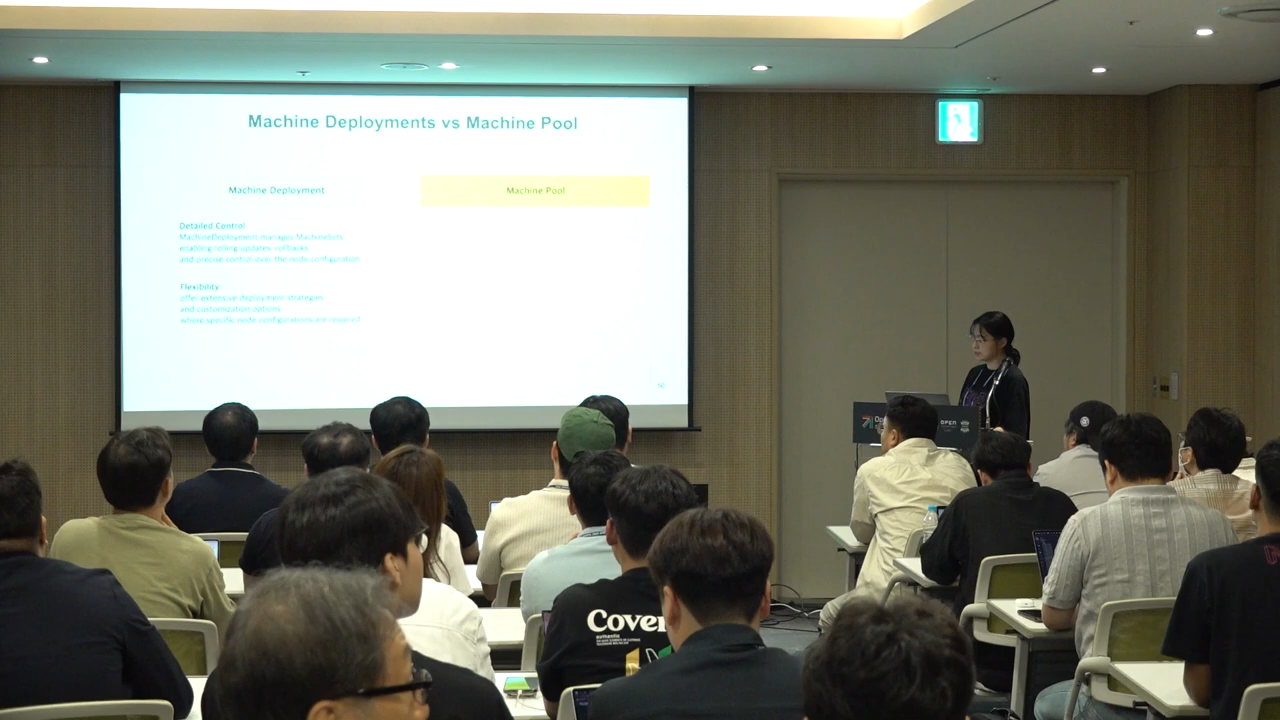 Machine Deployments vs Machine Pool
Machine Deployment
Machine Pool
Detailed Control
MachineDeployment manages MachineSets,
enabling rolling updates, rollbacks,
and precise control over the node configuration.
Flexibility
offer extensive deployment strategies
and customization options
where specific node configurations are required.
OPEN
Cover
authentic